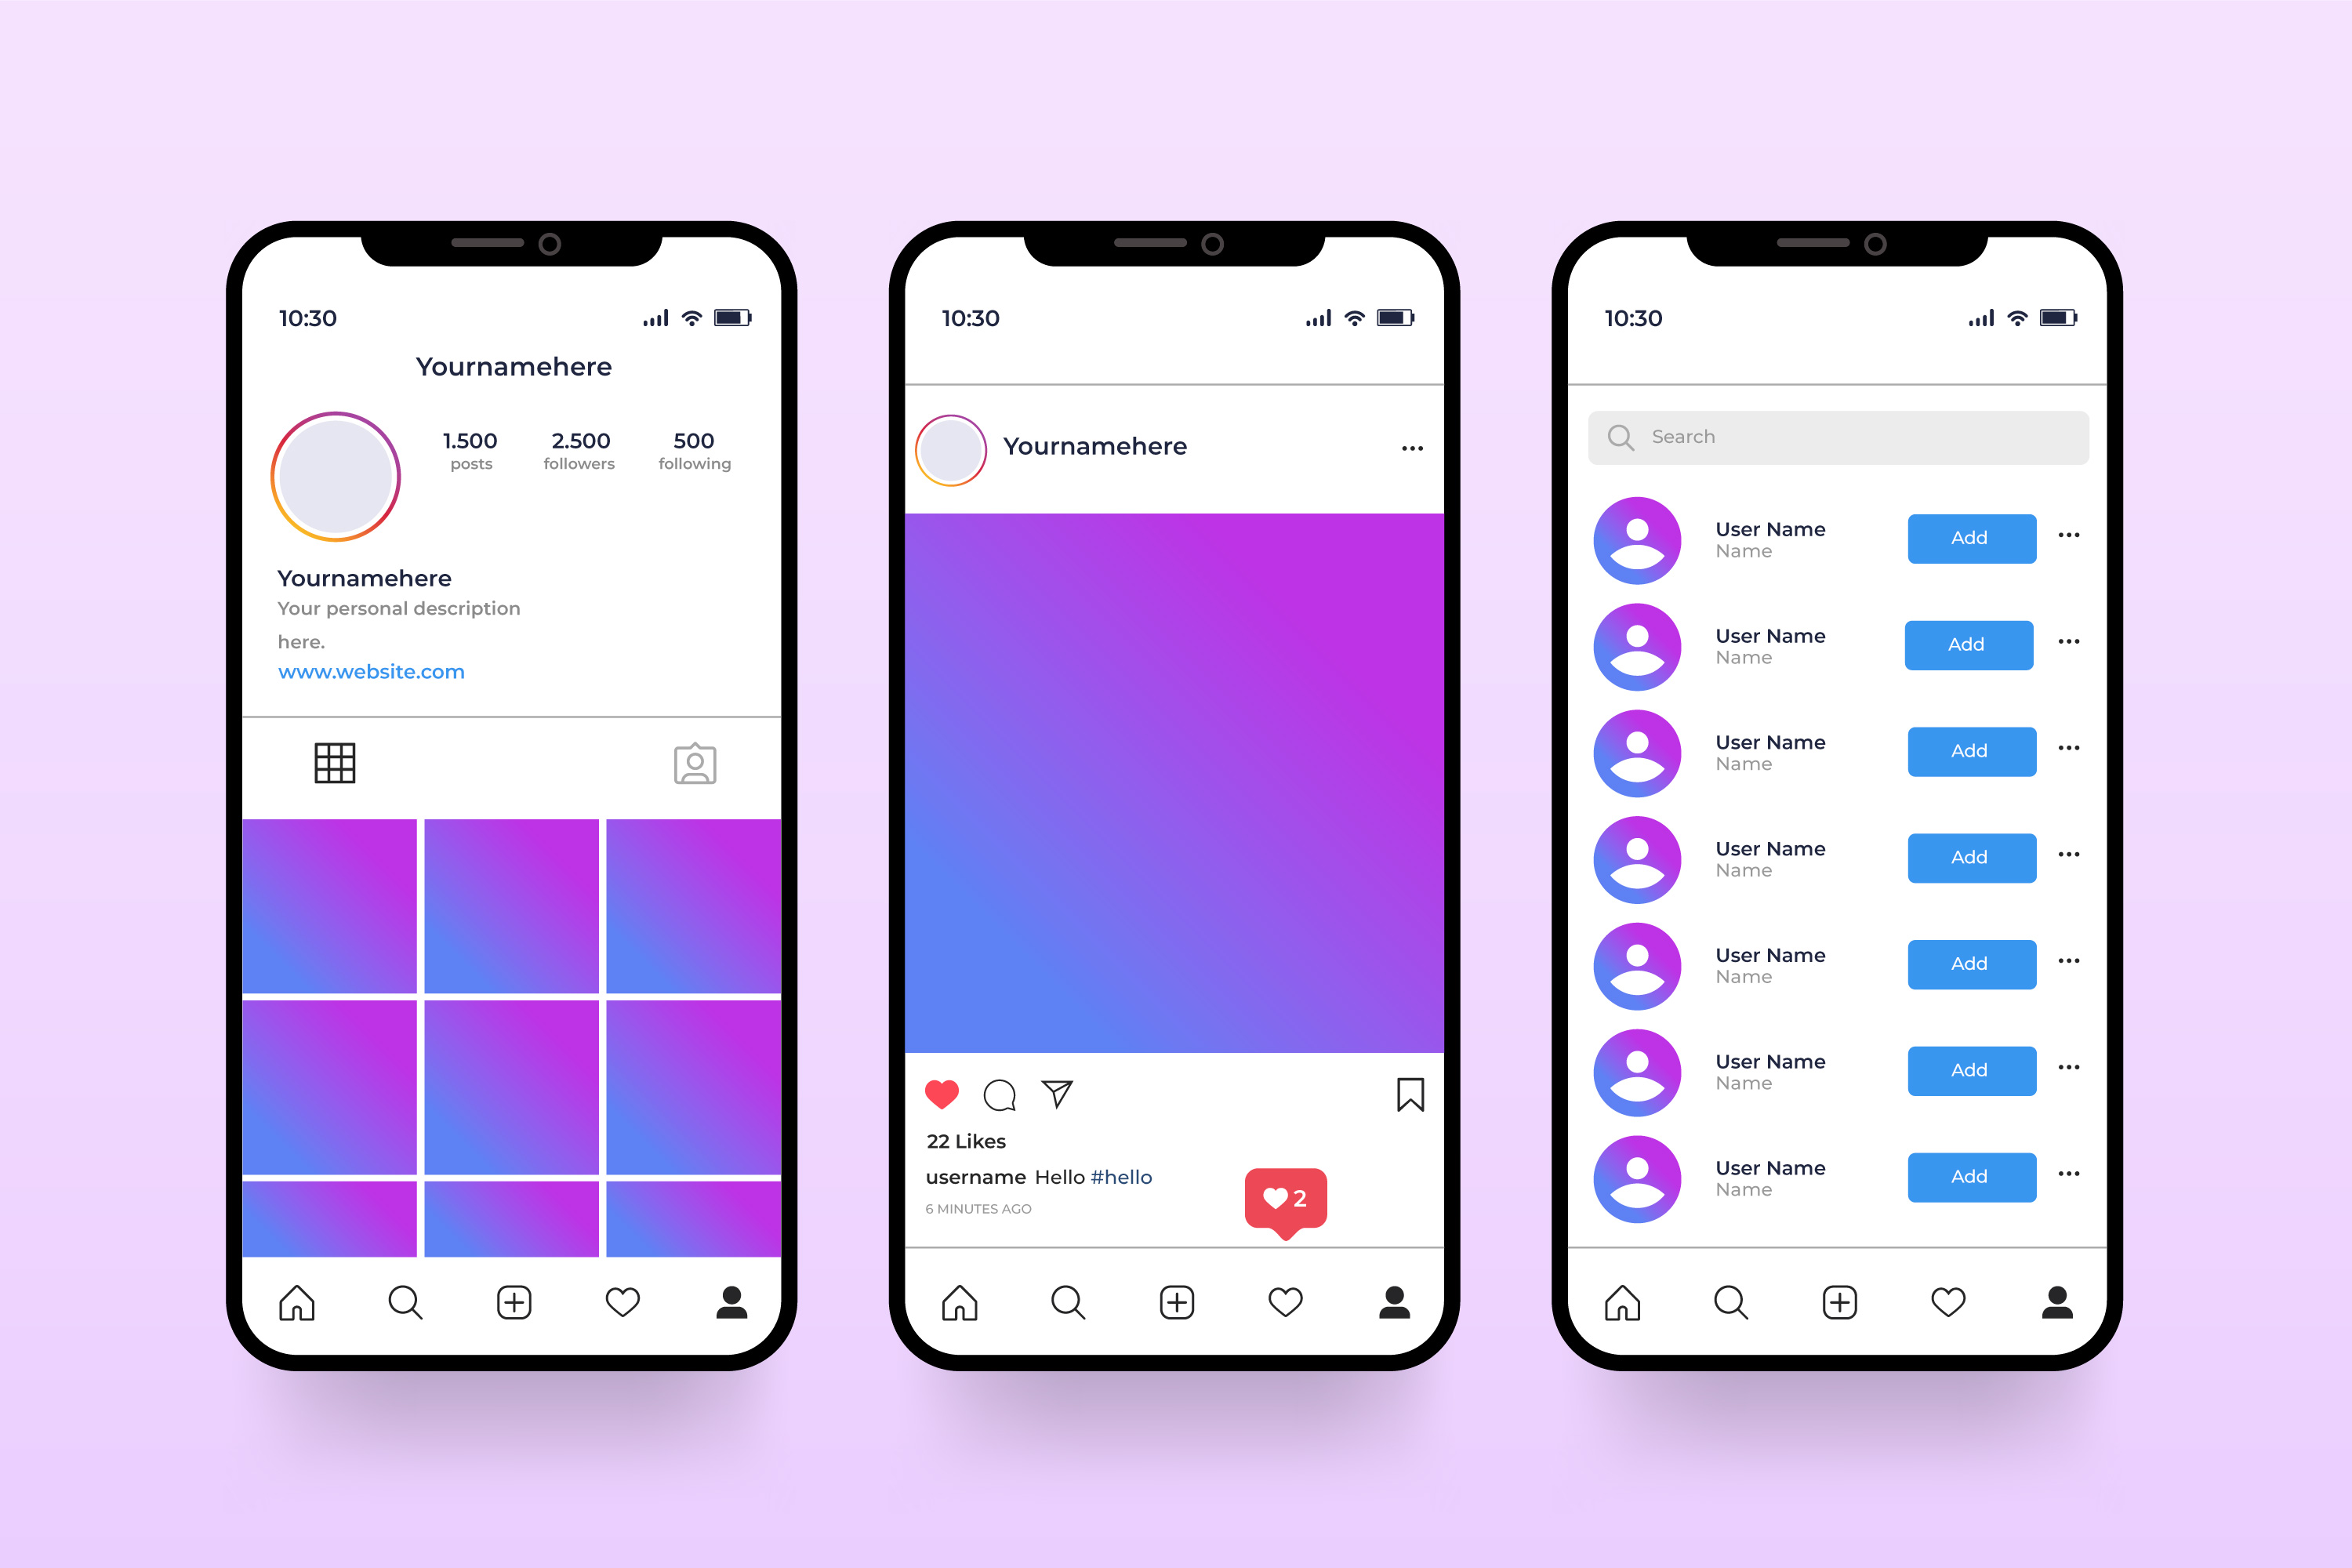 10:30
Yournamehere
1.500 2.500 500
posts followers following
Yournamehere
Your personal description
here.
www.website.com
10:30
Yournamehere
22 Likes
username Hello #hello
6 MINUTES AGO
2
10:30
Search
User Name
Name
Add
User Name
Name
Add
User Name
Name
Add
User Name
Name
Add
User Name
Name
Add
User Name
Name
Add
User Name
Name
Add